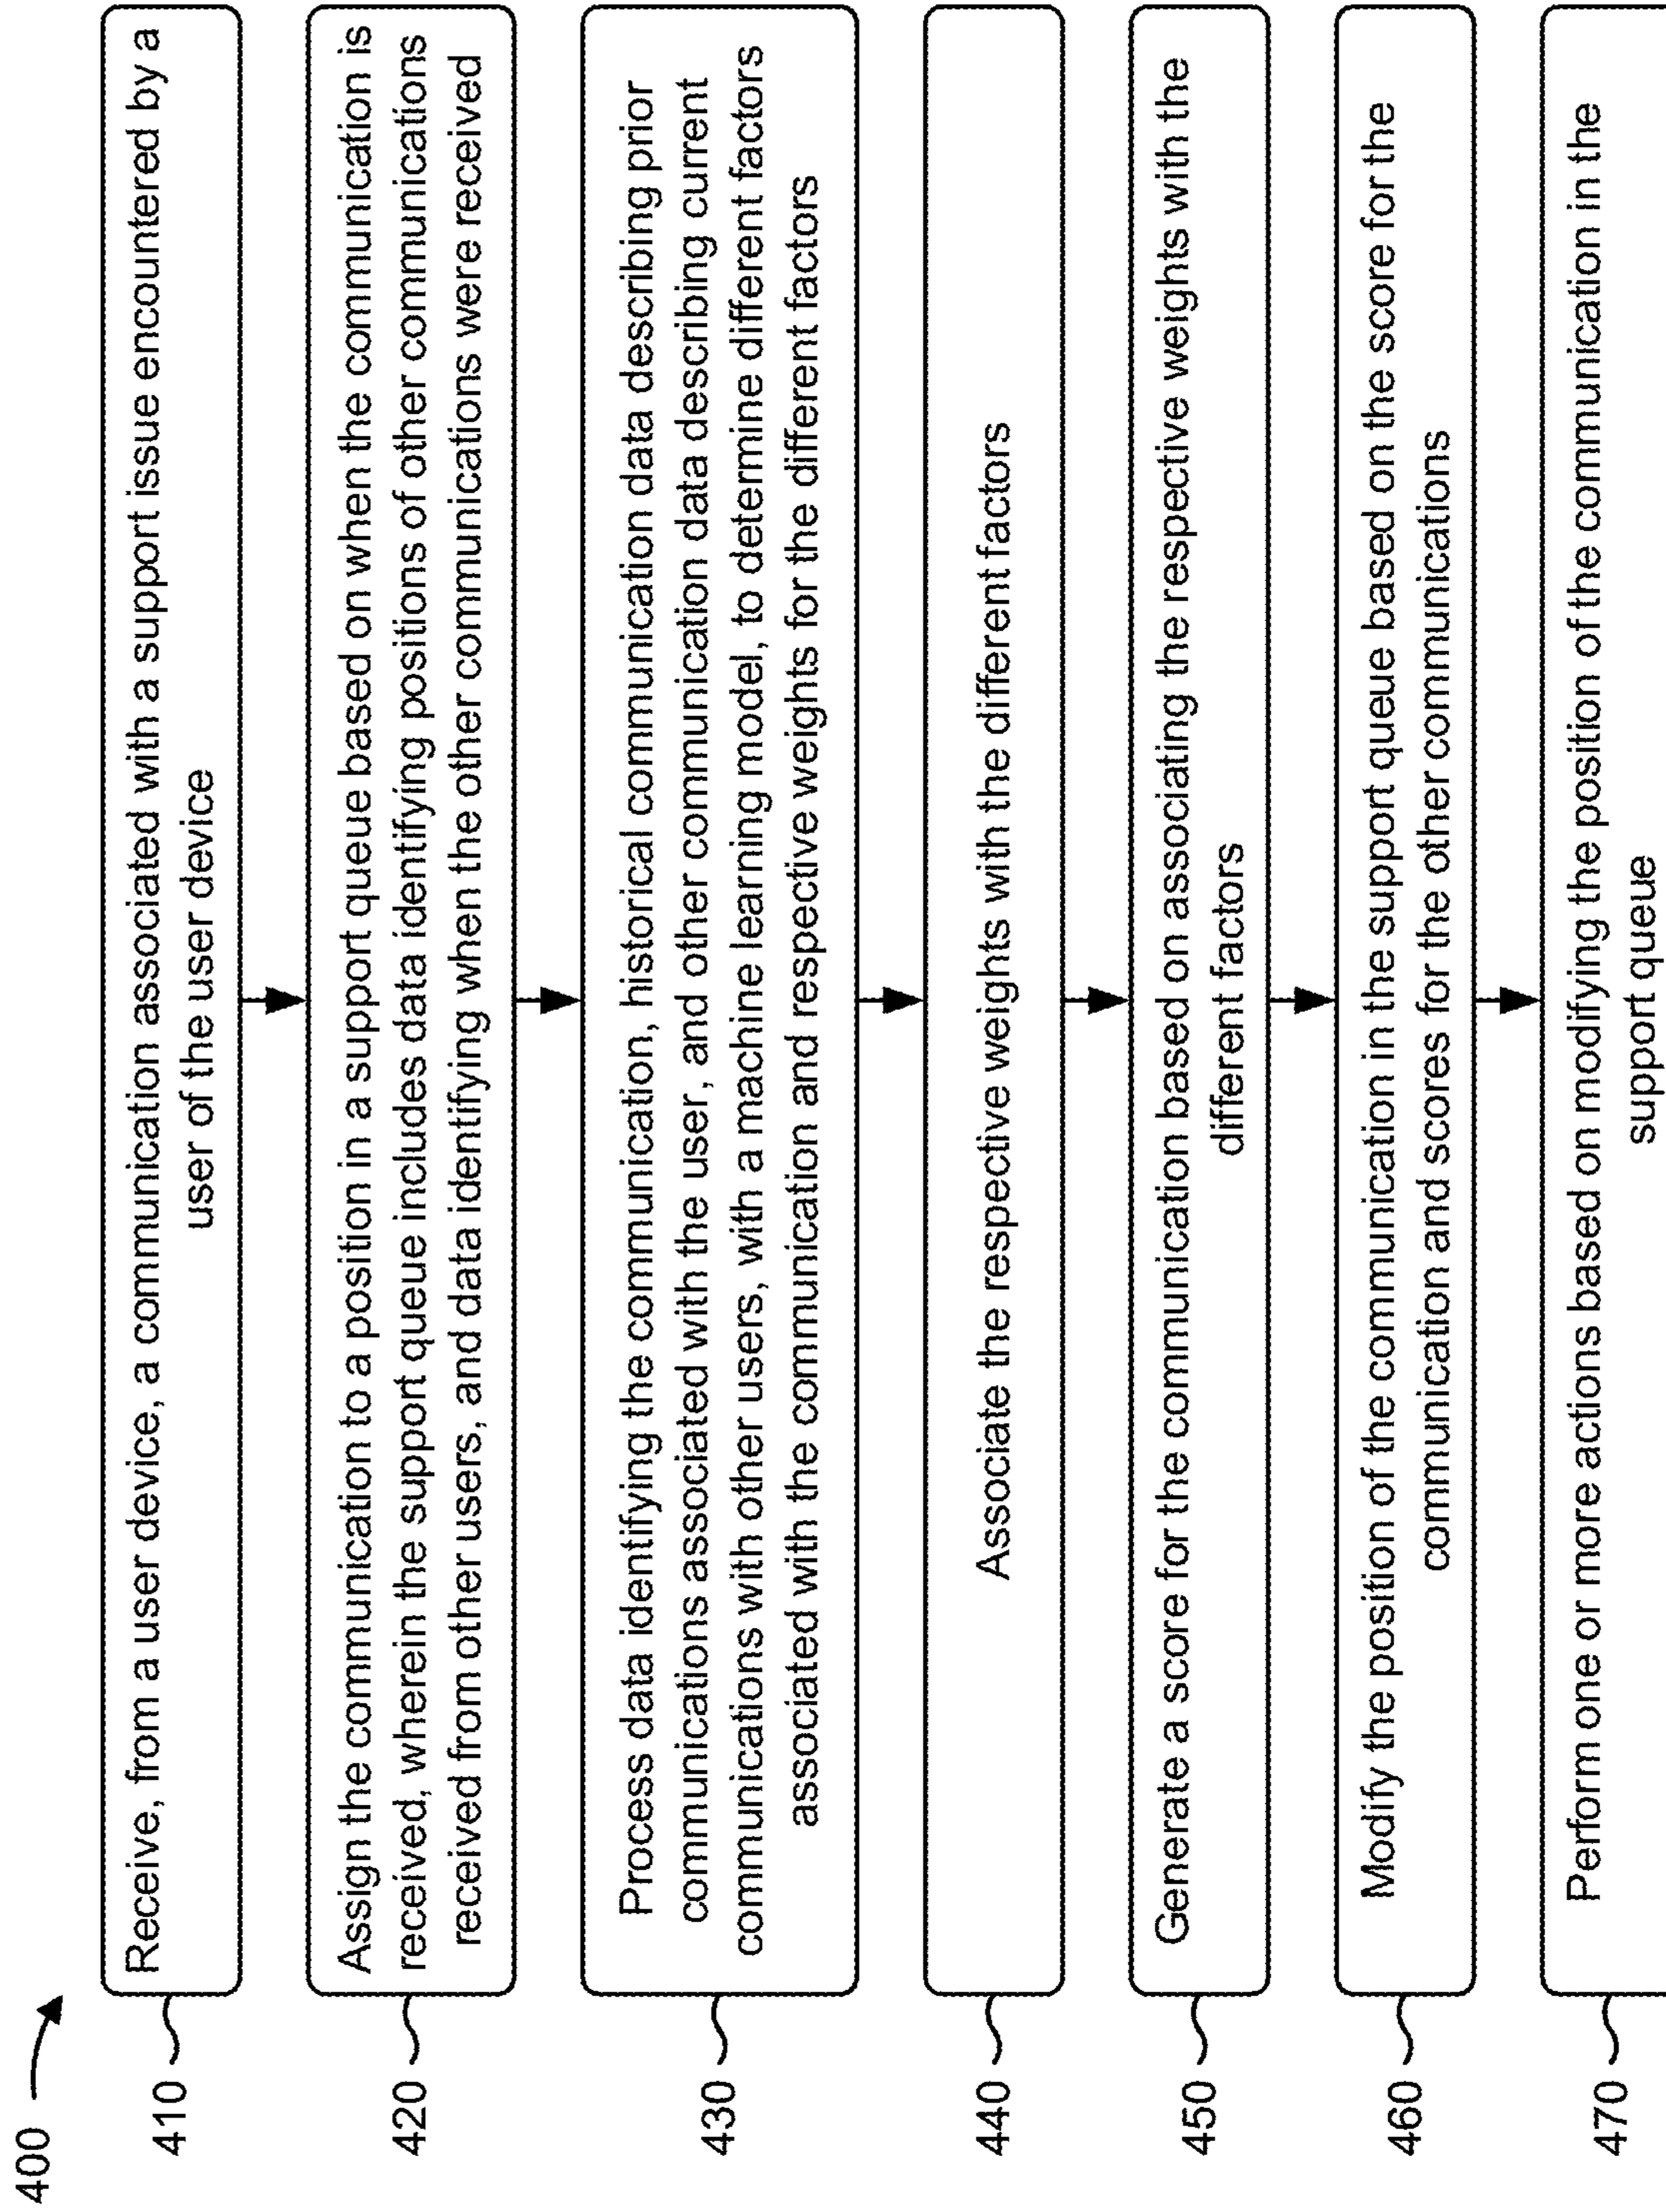 400
410
Receive, from a user device, a communication associated with a support issue encountered by a
user of the user device
420
Assign the communication to a position in a support queue based on when the communication is
received, wherein the support queue includes data identifying positions of other communications
received from other users, and data identifying when the other communications were received
430
Process data identifying the communication, historical communication data describing prior
communications associated with the user, and other communication data describing current
communications with other users, with a machine learning model, to determine different factors
associated with the communication and respective weights for the different factors
440
Associate the respective weights with the different factors
450
Generate a score for the communication based on associating the respective weights with the
different factors
460
Modify the position of the communication in the support queue based on the score for the
communication and scores for the other communications
470
Perform one or more actions based on modifying the position of the communication in the
support queue